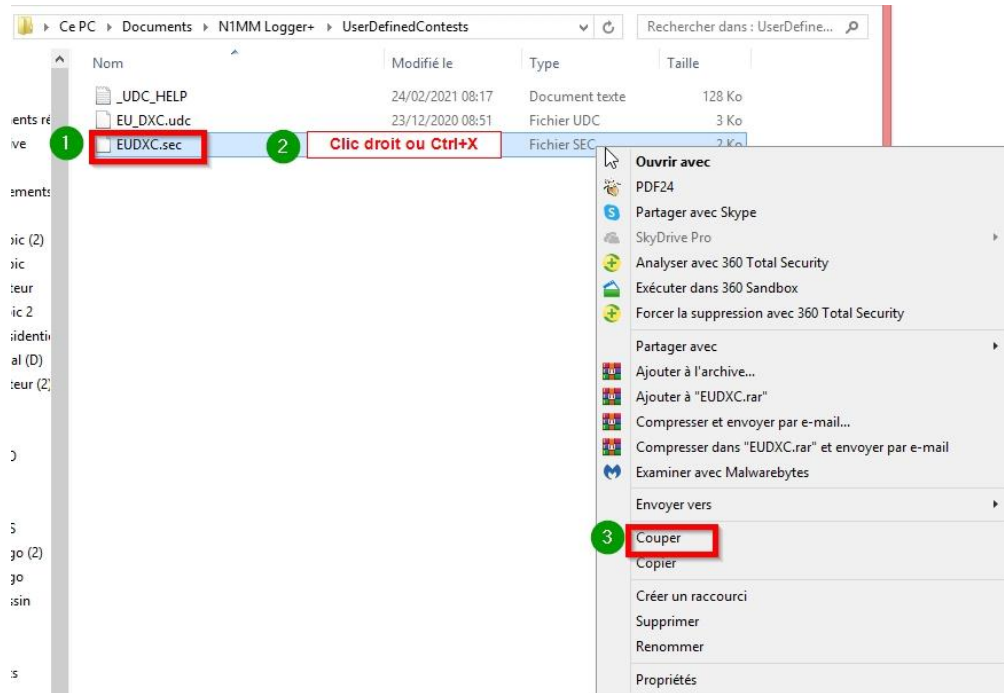 Ce PC Documents N1MM Logger+ UserDefinedContests Rechercher dans : UserDefine...
Nom Modifié le Type Taille
_UDC_HELP 24/02/2021 08:17 Document texte 128 Ko
EU_DXC.udc 23/12/2020 08:51 Fichier UDC 3 Ko
1 EUDXC.sec 2 Clic droit ou Ctrl+X Fichier SEC 2 Ko
ents ré
ve
ements
pic (2)
pic
teur
ic 2
sidenti
al (D)
teur (2)
S
go (2)
go
ssin
ts
Ouvrir avec
PDF24
Partager avec Skype
SkyDrive Pro
Analyser avec 360 Total Security
Exécuter dans 360 Sandbox
Forcer la suppression avec 360 Total Security
Partager avec
Ajouter à l'archive...
Ajouter à "EUDXC.rar"
Compresser et envoyer par e-mail...
Compresser dans "EUDXC.rar" et envoyer par e-mail
Examiner avec Malwarebytes
Envoyer vers
3 Couper
Copier
Créer un raccourci
Supprimer
Renommer
Propriétés